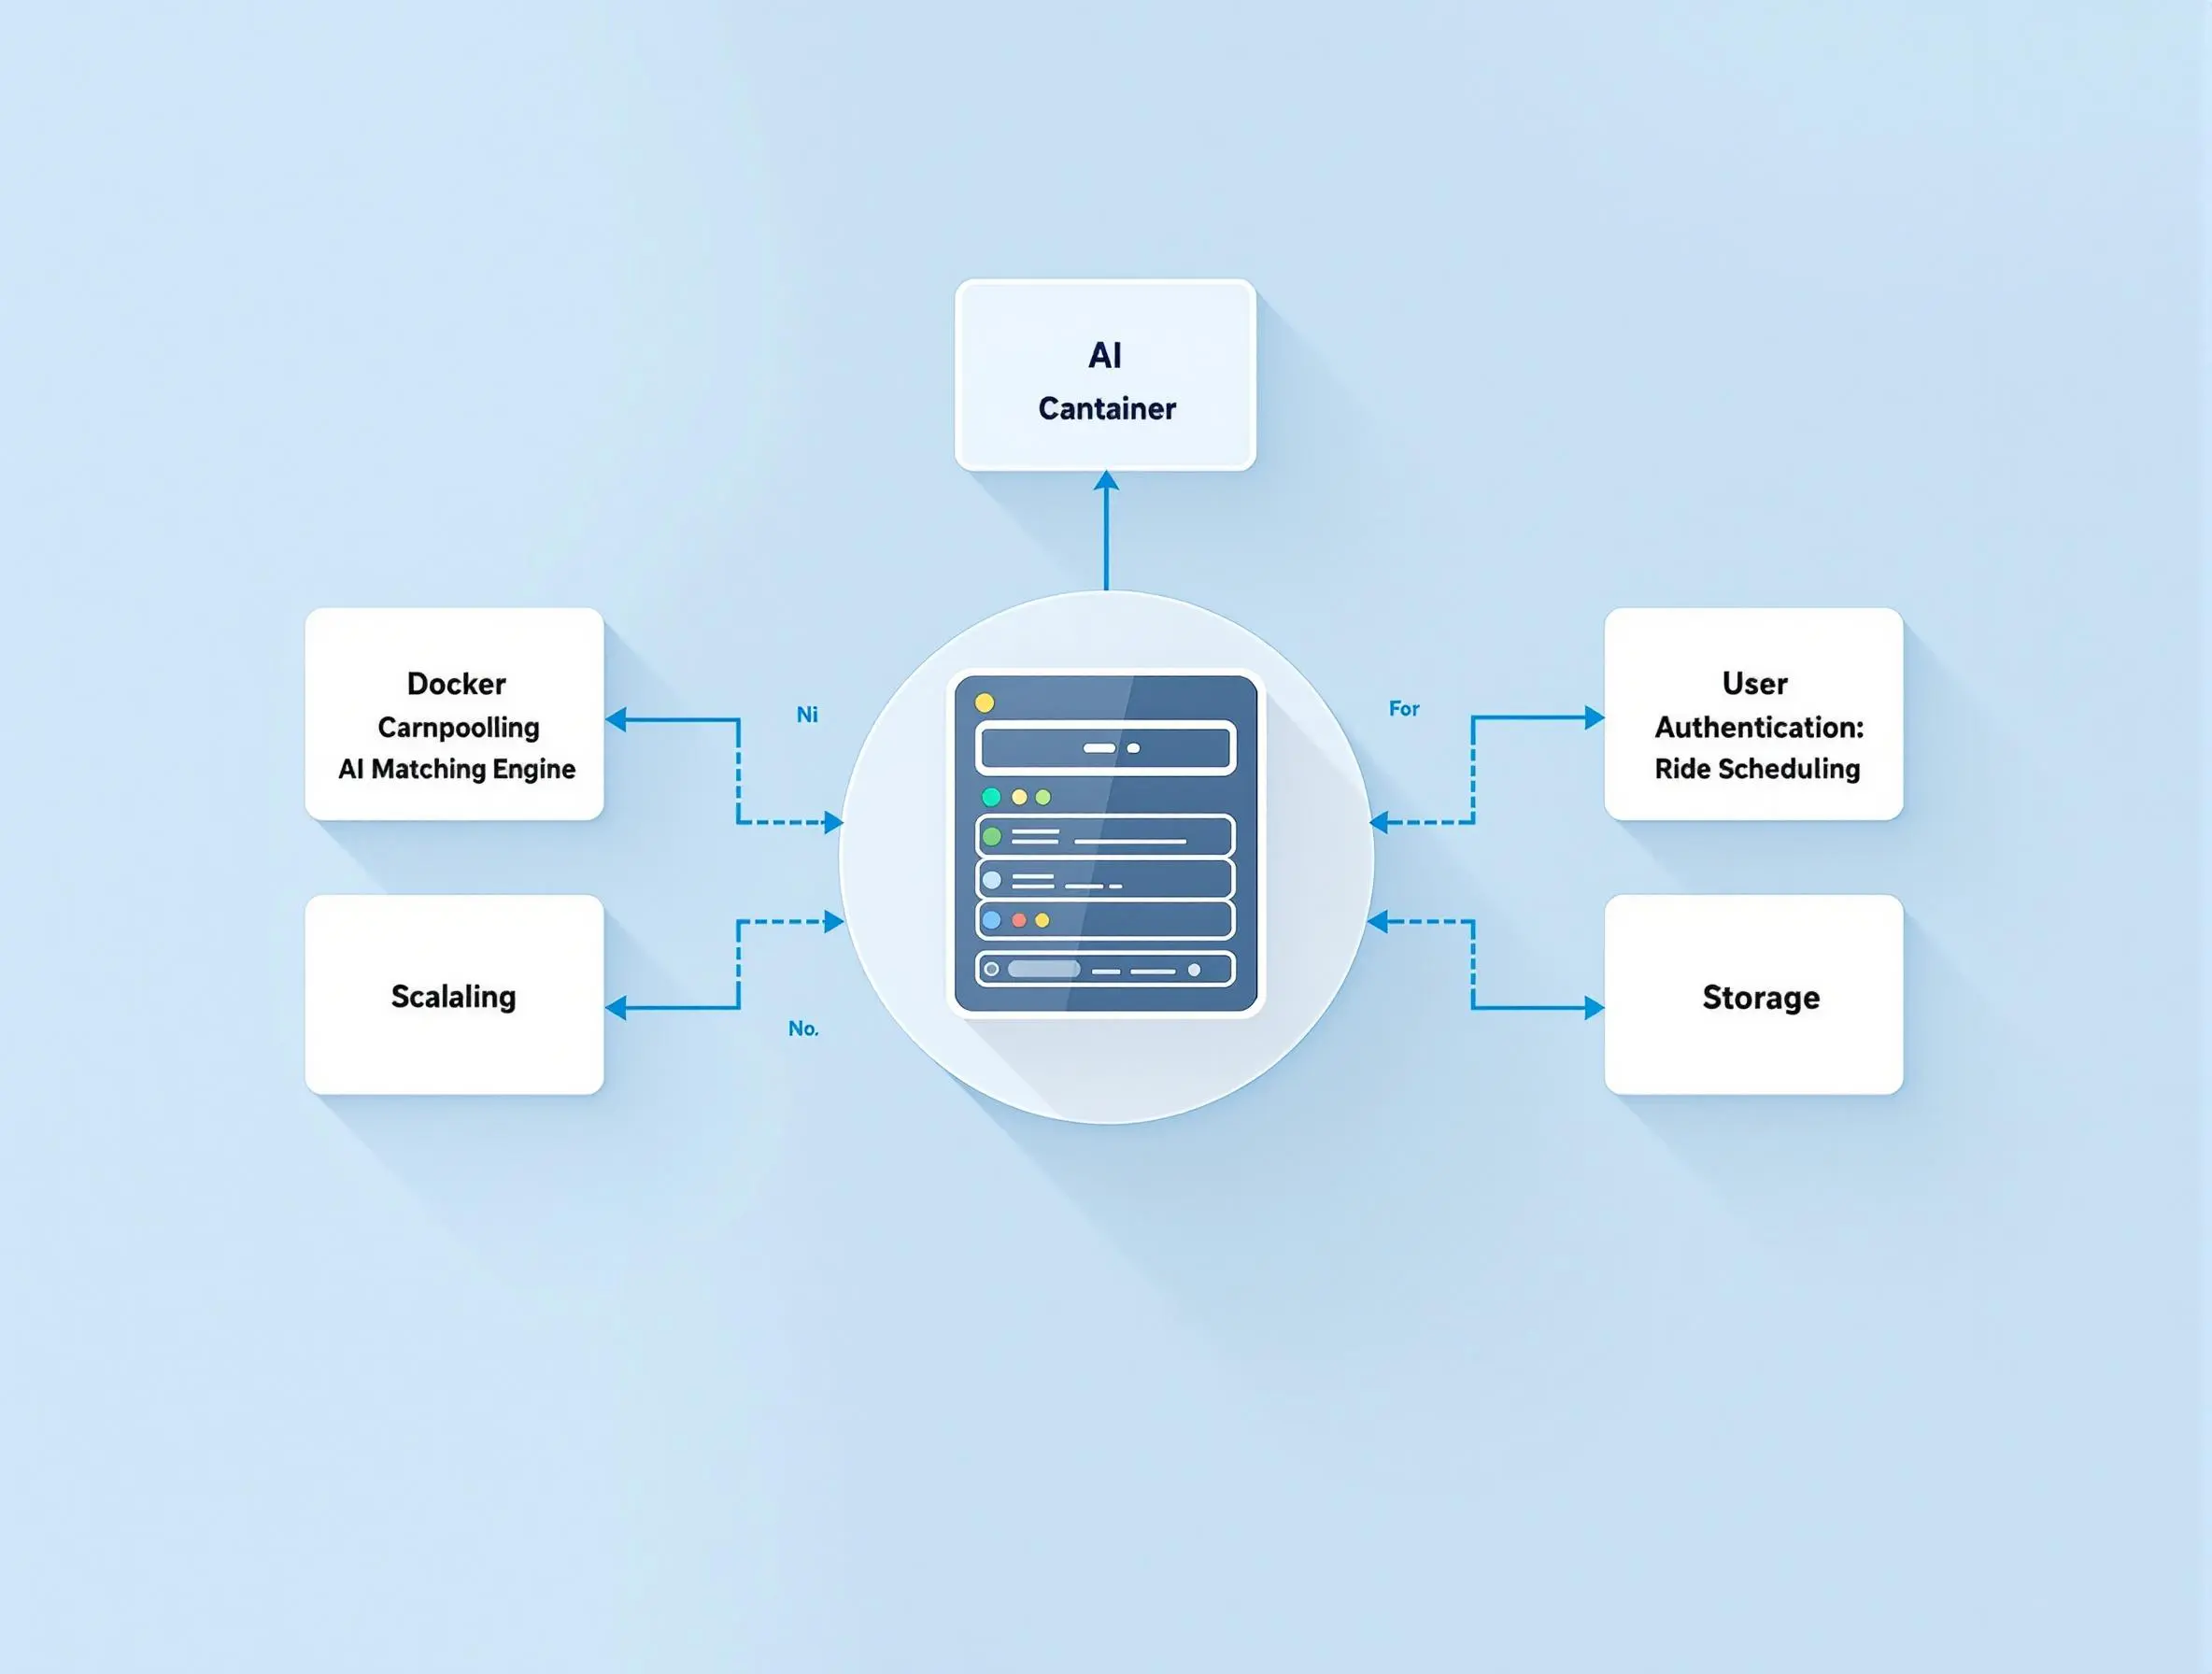 AI
Cantainer
Docker
Carnpoolling
AI Matching Engine
Ni
For
User
Authentication:
Ride Scheduling
Scalaling
No.
Storage